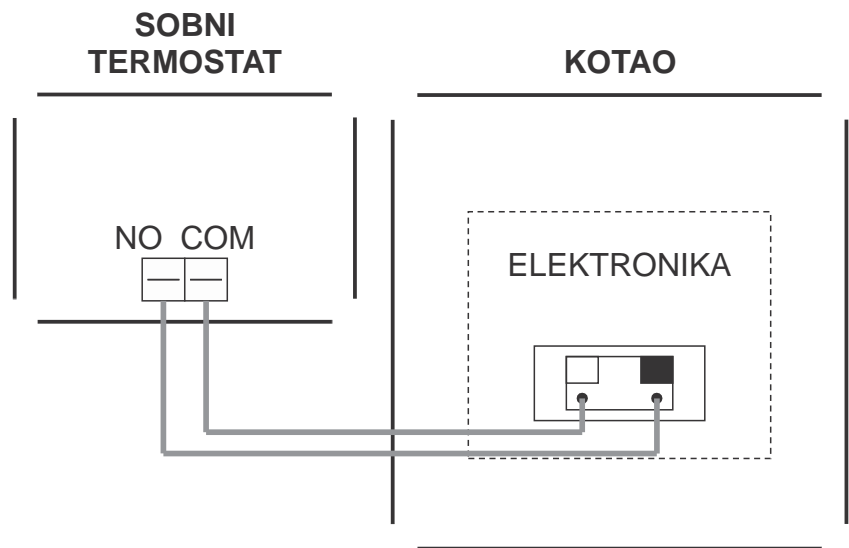 SOBNI
TERMOSTAT
KOTAO
NO COM
ELEKTRONIKA